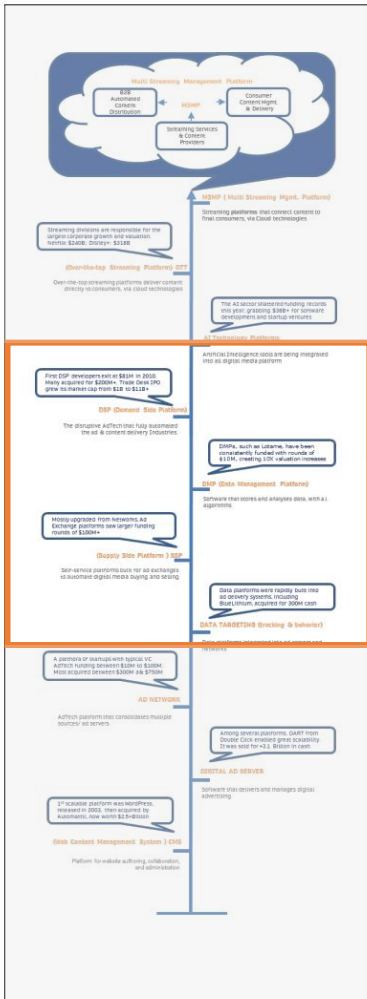 Multi Streaming Management Platform
B2B
Automated
Content
Distribution
MSMP
Consumer
Content Mgmt.
& Delivery
Streaming Services
& Content
Providers
MSMP ( Multi Streaming Mgmt. Platform)
Streaming platforms that connect content to
final consumers, via Cloud technologies
Streaming divisions are responsible for the
largest corporate growth and valuation.
Netflix $240B; Disney+: $318B
(Over-the-top Streaming Platform) OTT
Over-the-top streaming platforms deliver content
directly to consumers, via cloud technologies
The AI sector shattered funding records
this year, grabbing $38B+ for software
development and startup ventures
AI Technology Platforms
Artificial Intelligence tools are being integrated
into all digital media platform
First DSP developers exit at $81M in 2010.
Many acquired for $200M+. Trade Desk IPO
grew its market cap from $1B to $11B+
DSP (Demand Side Platform)
The disruptive AdTech that fully automated
the ad & content delivery industries.
DMPs, such as Lotame, have been
consistently funded with rounds of
$10M, creating 10X valuation increases
DMP (Data Management Platform)
Software that stores and analyses data, with A.I.
algorithms
Mostly upgraded from Networks, Ad
Exchange platforms saw larger funding
rounds of $100M+
(Supply Side Platform ) SSP
Self-service platforms built for ad exchanges
to automate digital media buying and selling
Data platforms were rapidly built into
ad delivery systems, including
BlueLithium, acquired for 300M cash
DATA TARGETING (tracking & behavior)
networks
A plethora of startups with typical VC
AdTech funding between $10M to $100M.
Most acquired between $300M && $750M
AD NETWORK
AdTech platform that consolidates multiple
sources/ ad servers.
Among several platforms, DART from
Double Click enabled great scalability.
It was sold for +3.1 Billion in cash.
DIGITAL AD SERVER
Software that delivers and manages digital
advertising.
1st scalable platform was WordPress,
released in 2003, then acquired by
Automattic, now worth $2.5+Billion
(Web Content Management System ) CMS
Platform for website authoring, collaboration,
and administration